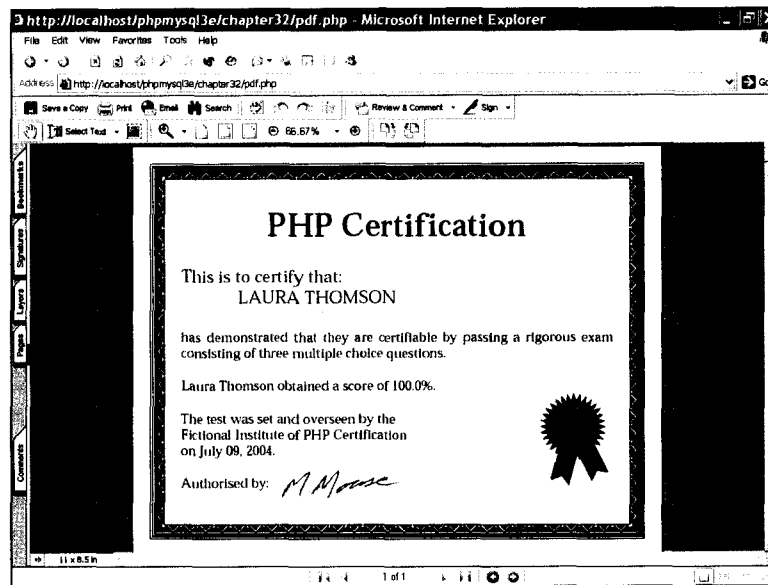 http://localhost/phpmysql3e/chapter32/pdf.php - Microsoft Internet Explorer
File Edit View Favorites Tools Help
Address http://localhost/phpmysql3e/chapter32/pdf.php Go
Save a Copy Print Email Search Review & Comment Sign
Select Text 66.67%
Bookmarks
Signatures
Layers
Pages
Comments
PHP Certification
This is to certify that:
LAURA THOMSON
has demonstrated that they are certifiable by passing a rigorous exam
consisting of three multiple choice questions.
Laura Thomson obtained a score of 100.0%.
The test was set and overseen by the
Fictional Institute of PHP Certification
on July 09, 2004.
Authorised by: M Mouse
11 x 8.5 in
1 of 1